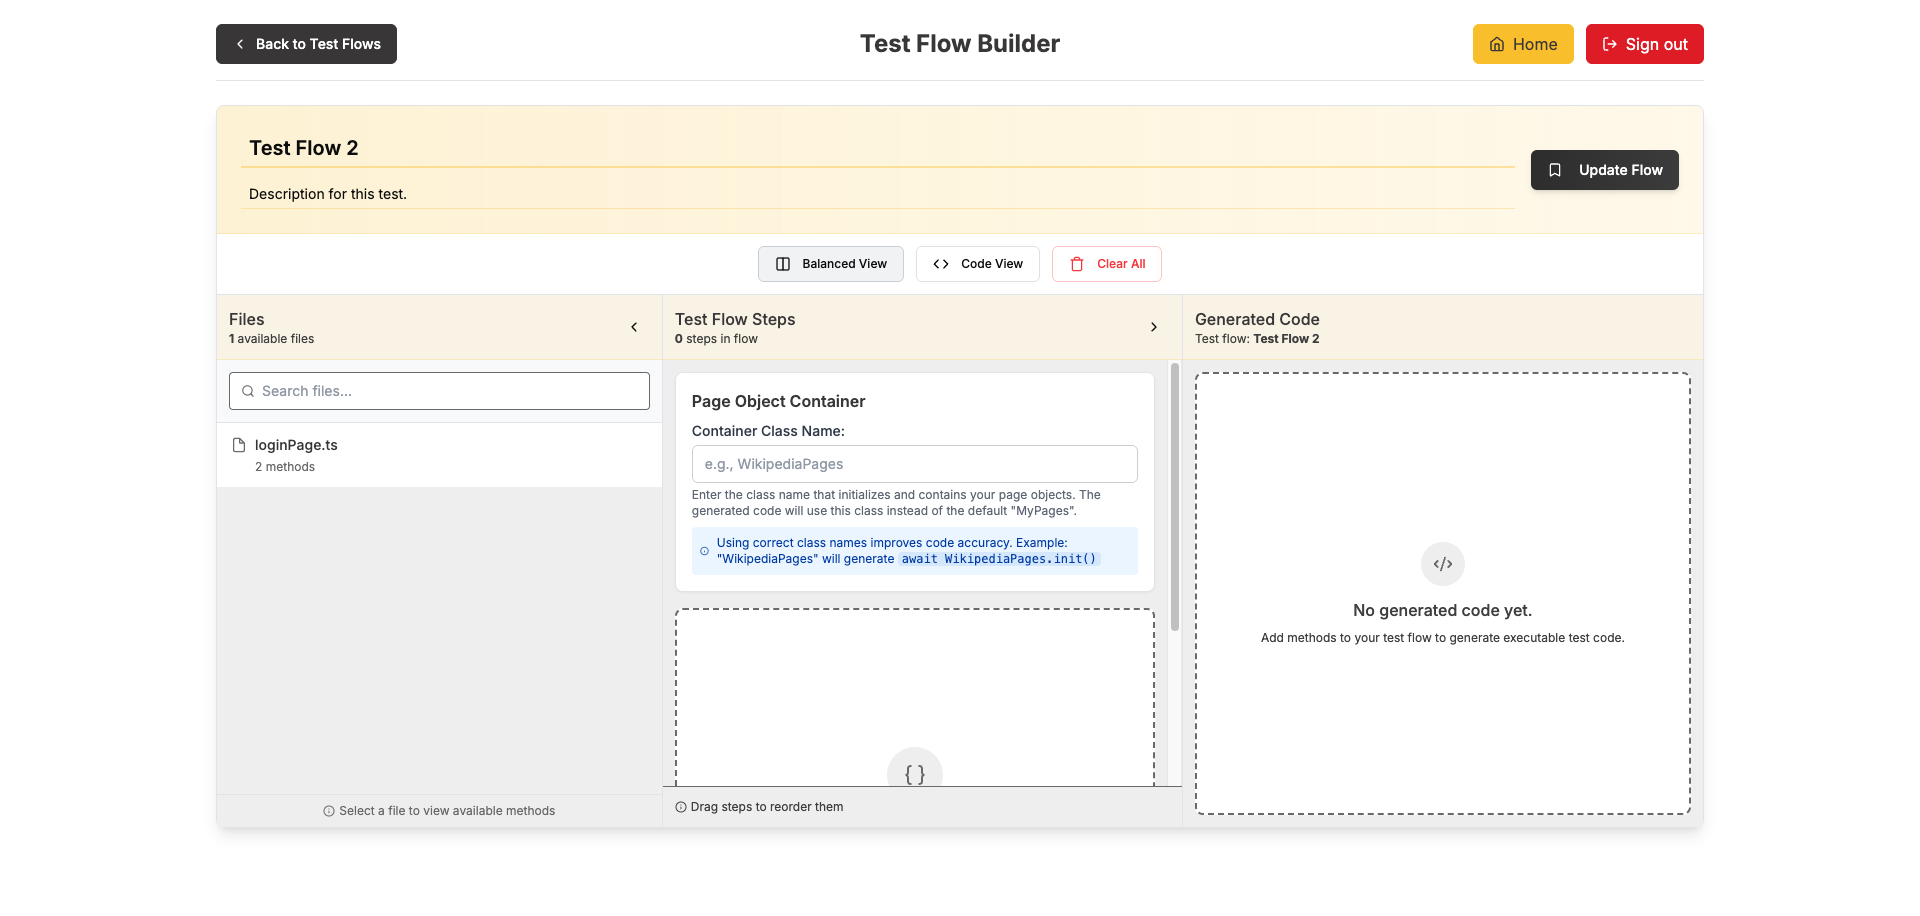 Back to Test Flows
Test Flow Builder
Home
Sign out
Test Flow 2
Description for this test.
Update Flow
Balanced View
Code View
Clear All
Files
1 available files
Search files...
loginPage.ts
2 methods
Select a file to view available methods
Test Flow Steps
0 steps in flow
Page Object Container
Container Class Name:
e.g., WikipediaPages
Enter the class name that initializes and contains your page objects. The
generated code will use this class instead of the default "MyPages".
Using correct class names improves code accuracy. Example:
"WikipediaPages" will generate await WikipediaPages.init()
{ }
Drag steps to reorder them
Generated Code
Test flow: Test Flow 2
</>
No generated code yet.
Add methods to your test flow to generate executable test code.